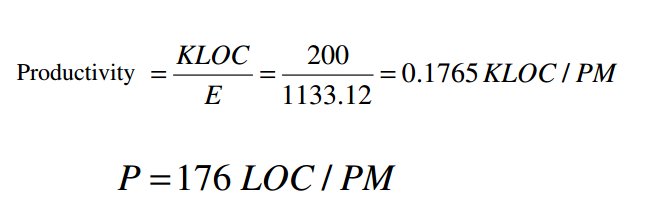 Productivity = KLOC / E = 200 / 1133.12 = 0.1765 KLOC / PM
P = 176 LOC / PM